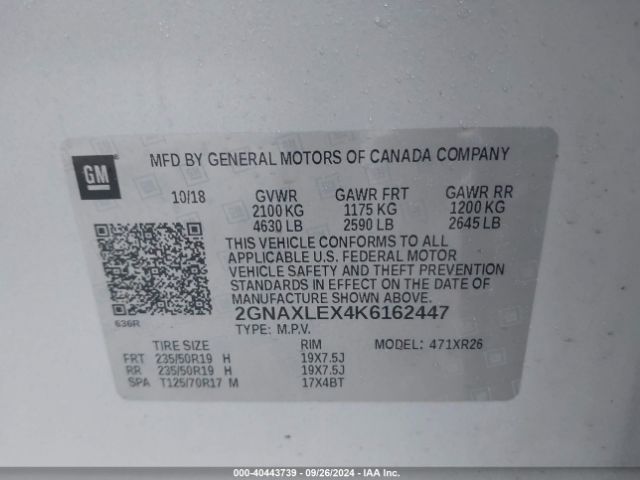 GM
MFD BY GENERAL MOTORS OF CANADA COMPANY
10/18 GVWR GAWR FRT GAWR RR
2100 KG 1175 KG 1200 KG
4630 LB 2590 LB 2645 LB
THIS VEHICLE CONFORMS TO ALL
APPLICABLE U.S. FEDERAL MOTOR
VEHICLE SAFETY AND THEFT PREVENTION
STANDARDS IN EFFECT ON THE DATE OF
MANUFACTURE SHOWN ABOVE.
2GNAXLEX4K6162447
636R
TYPE: M.P.V.
TIRE SIZE RIM MODEL: 471XR26
FRT 235/50R19 H 19X7.5J
RR 235/50R19 H 19X7.5J
SPA T125/70R17 M 17X4BT
000-40443739 - 09/26/2024 - IAA Inc.